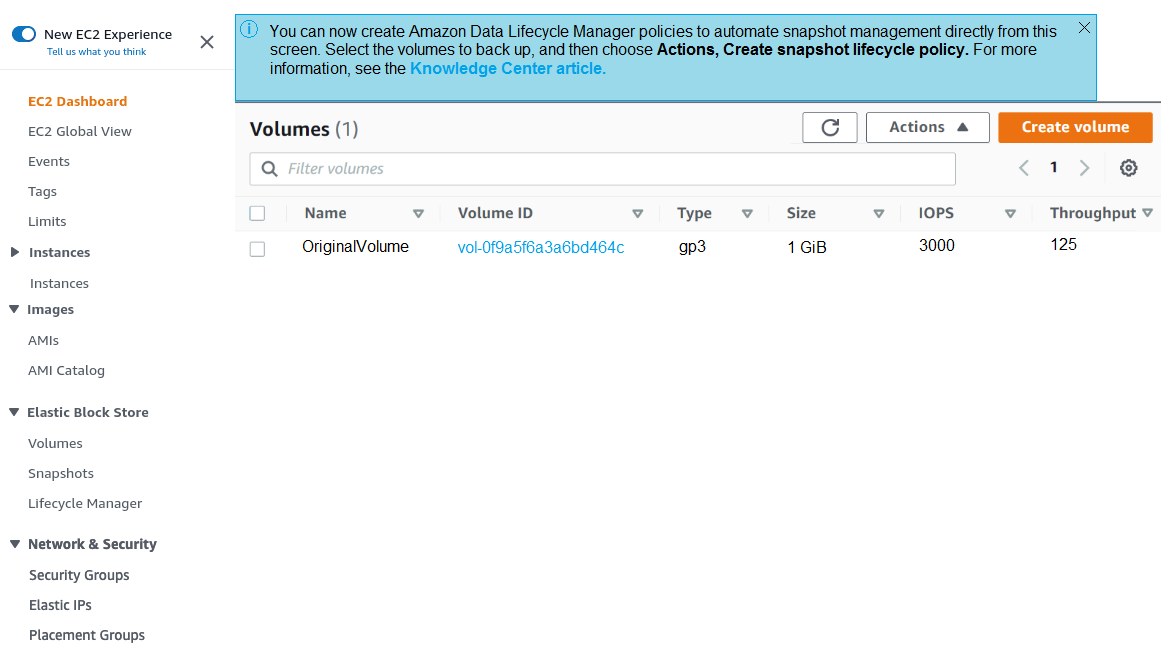 New EC2 Experience
Tell us what you think
EC2 Dashboard
EC2 Global View
Events
Tags
Limits
Instances
Instances
Images
AMIs
AMI Catalog
Elastic Block Store
Volumes
Snapshots
Lifecycle Manager
Network & Security
Security Groups
Elastic IPs
Placement Groups
You can now create Amazon Data Lifecycle Manager policies to automate snapshot management directly from this
screen. Select the volumes to back up, and then choose Actions, Create snapshot lifecycle policy. For more
information, see the Knowledge Center article.
Volumes (1)
Actions
Create volume
Filter volumes
1
Name Volume ID Type Size IOPS Throughput
OriginalVolume vol-0f9a5f6a3a6bd464c gp3 1 GiB 3000 125